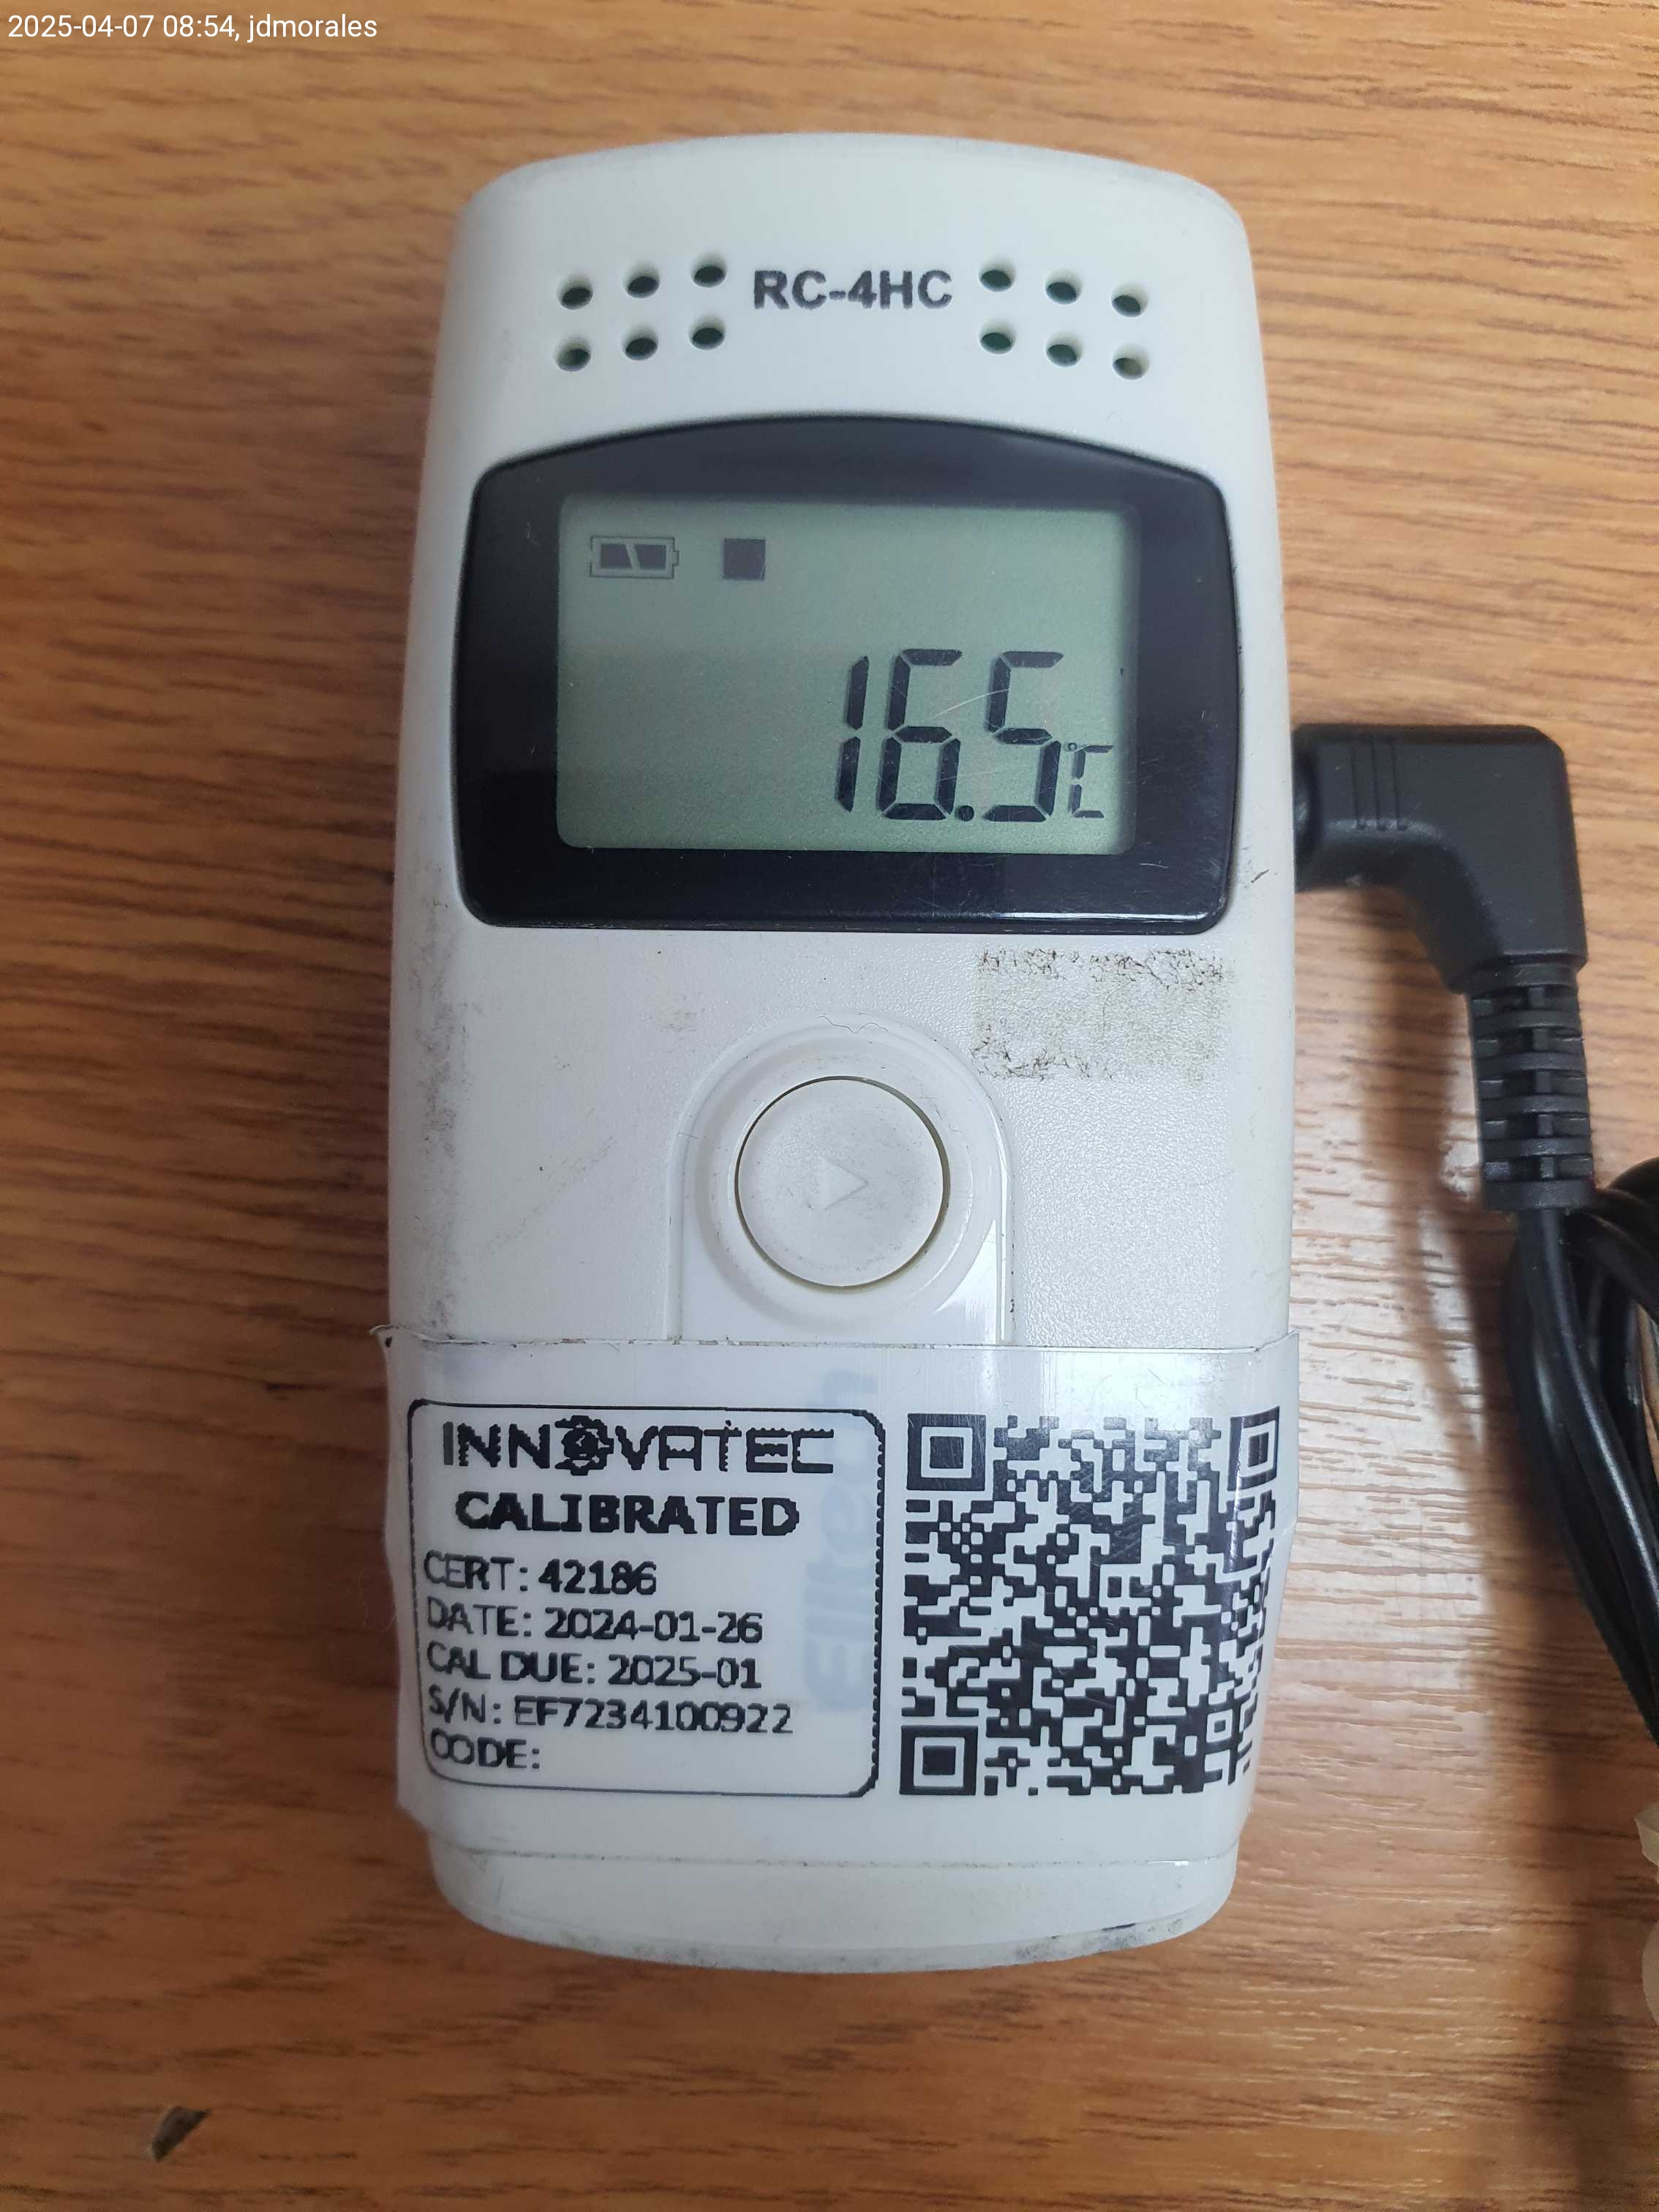 2025-04-07 08:54, jdmorales
RC-4HC
16.5°C
INNOVATEC
CALIBRATED
CERT: 42186
DATE: 2024-01-26
CAL DUE: 2025-01
S/N: EF7234100922
CODE:
Elitech